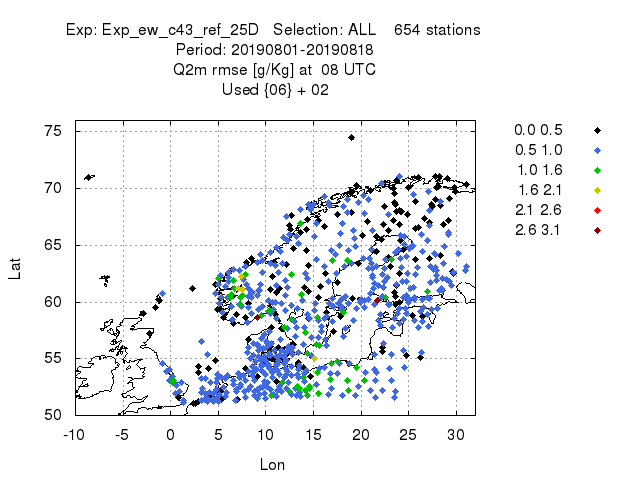 Exp: Exp_ew_c43_ref_25D Selection: ALL 654 stations
Period: 20190801-20190818
Q2m rmse [g/Kg] at 08 UTC
Used {06} + 02
75
70
65
60
55
50
Lat
-10 -5 0 5 10 15 20 25 30
Lon
0.0 0.5
0.5 1.0
1.0 1.6
1.6 2.1
2.1 2.6
2.6 3.1